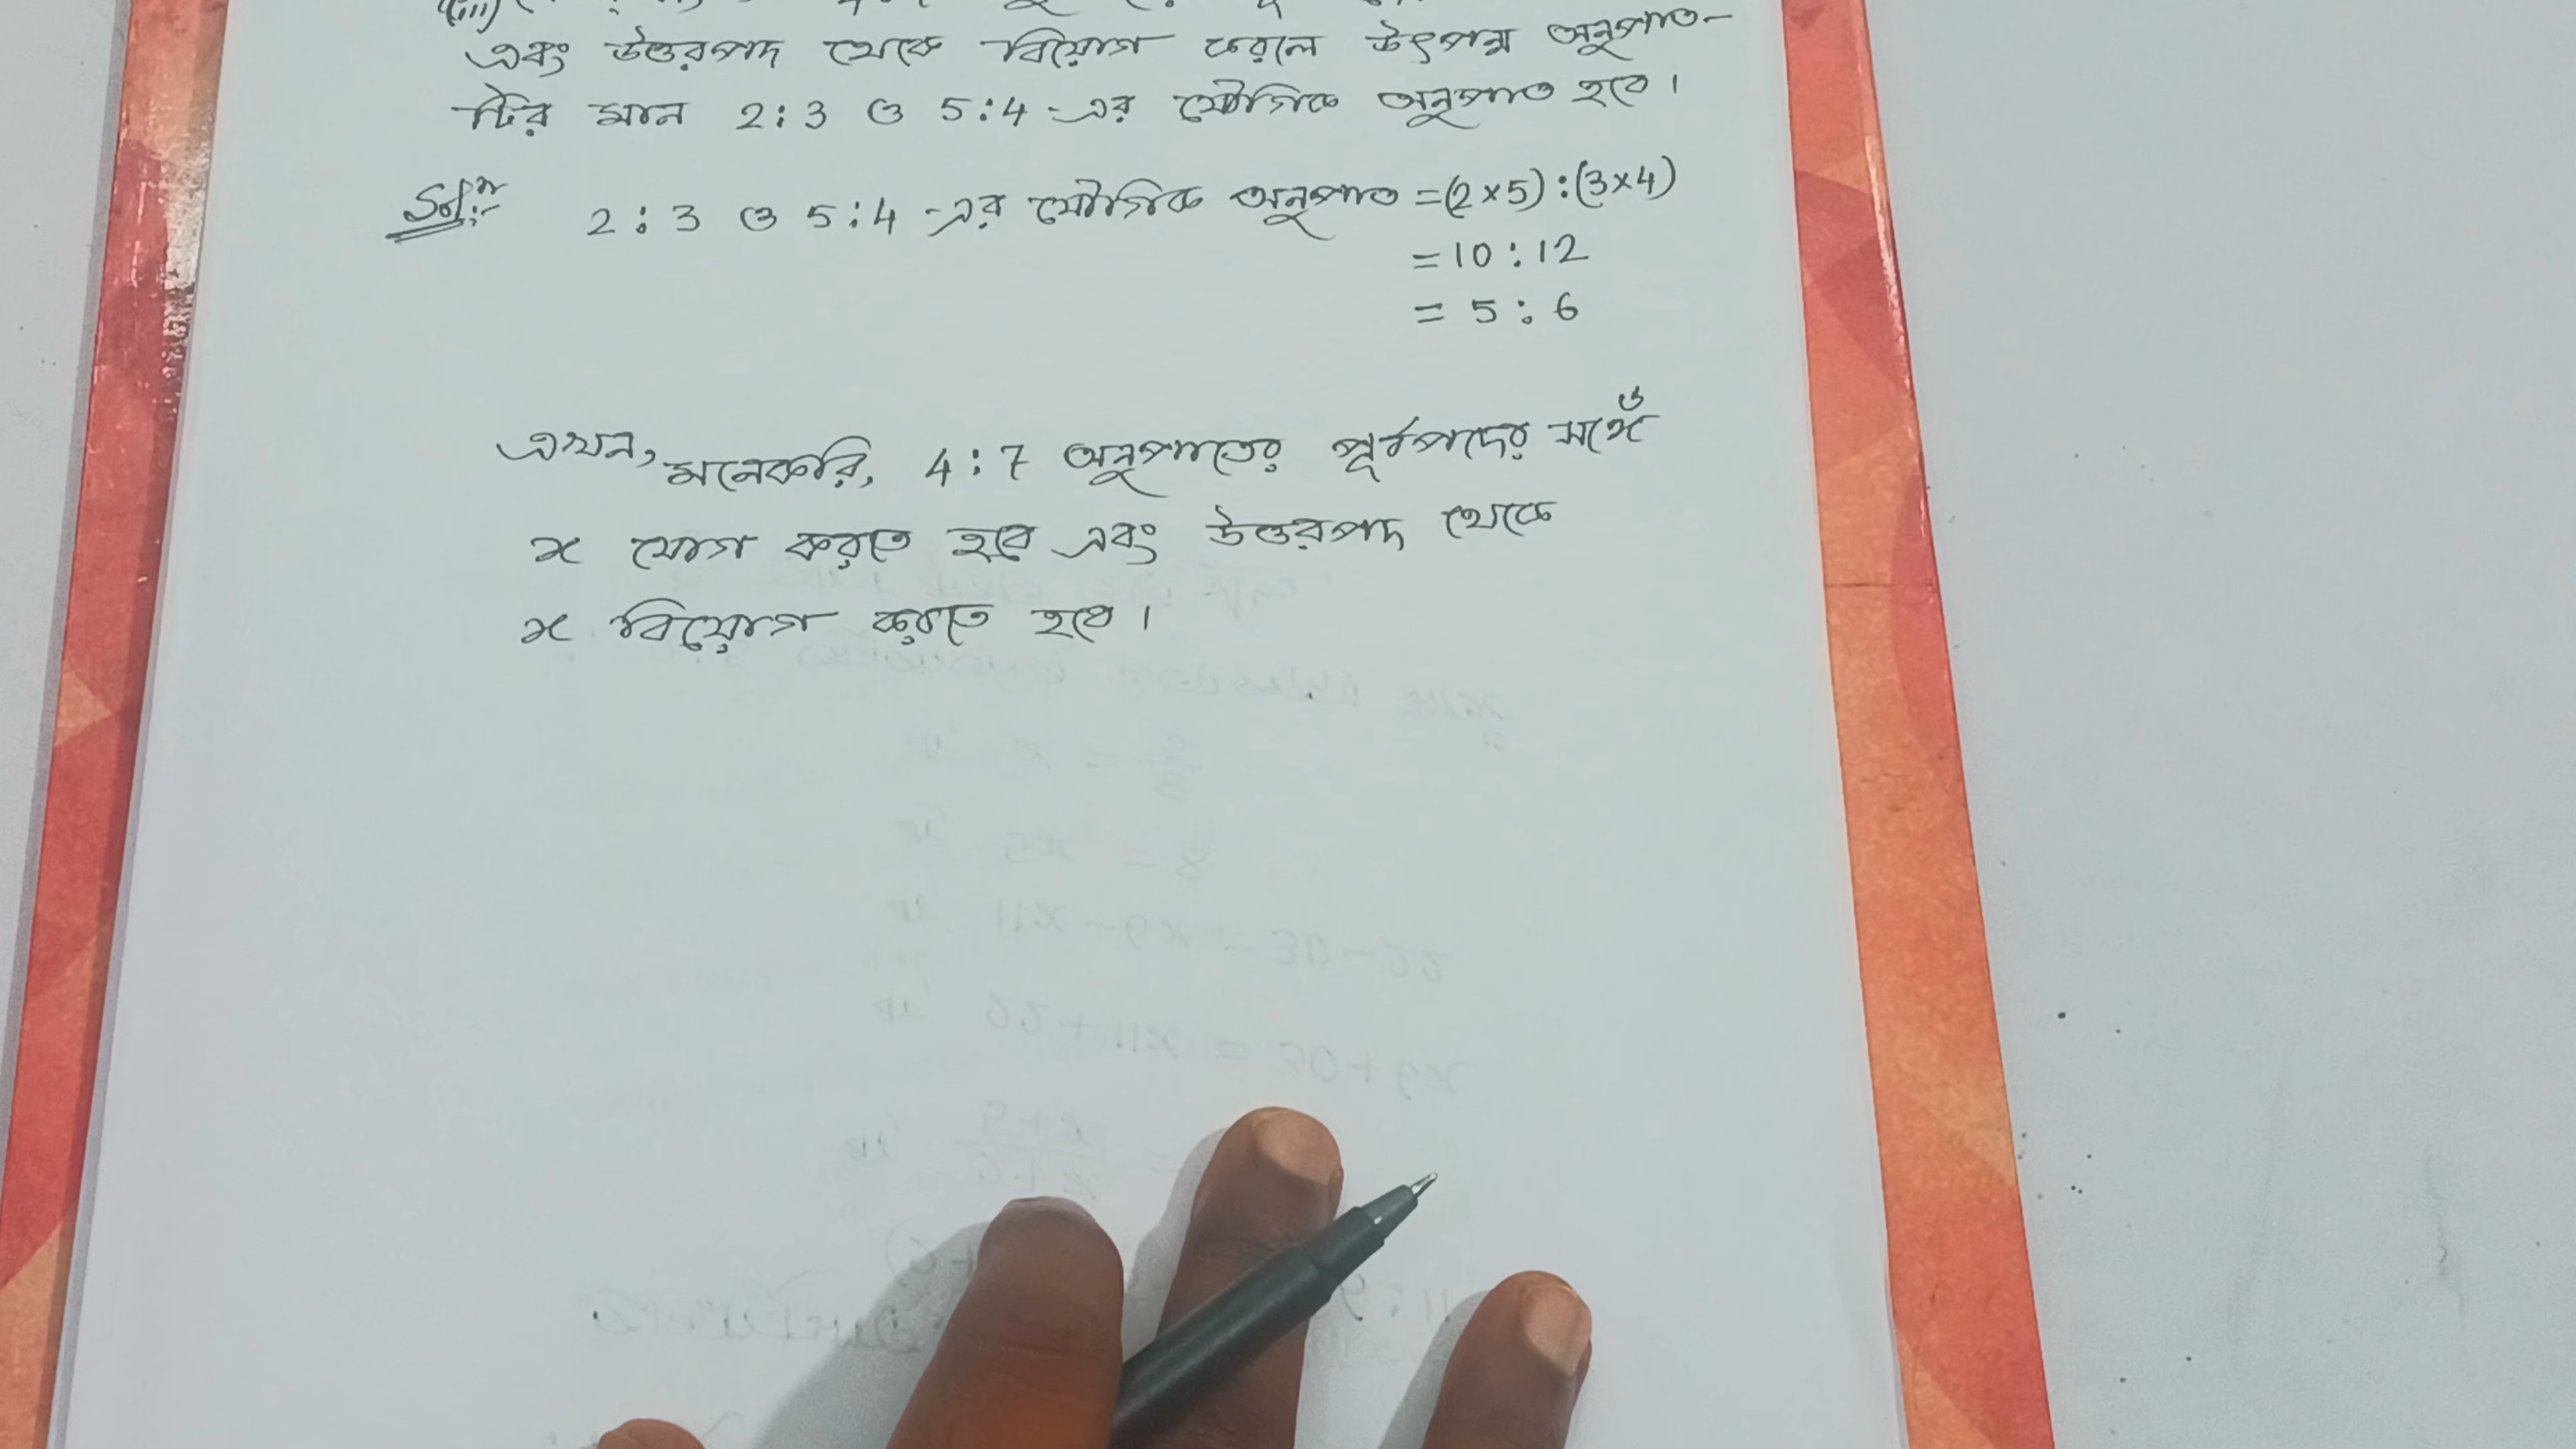 (iii)
এবং উত্তরপদ থেকে বিয়োগ করলে উৎপন্ন অনুপাত-
টির মান 2:3 ও 5:4-এর যৌগিক অনুপাত হবে।
Solⁿ:- 2:3 ও 5:4-এর যৌগিক অনুপাত =(2×5):(3×4)
=10:12
= 5:6
এখন, মনেকরি, 4:7 অনুপাতের পূর্বপদের সঙ্গে
x যোগ করতে হবে এবং উত্তরপদ থেকে
x বিয়োগ করতে হবে।